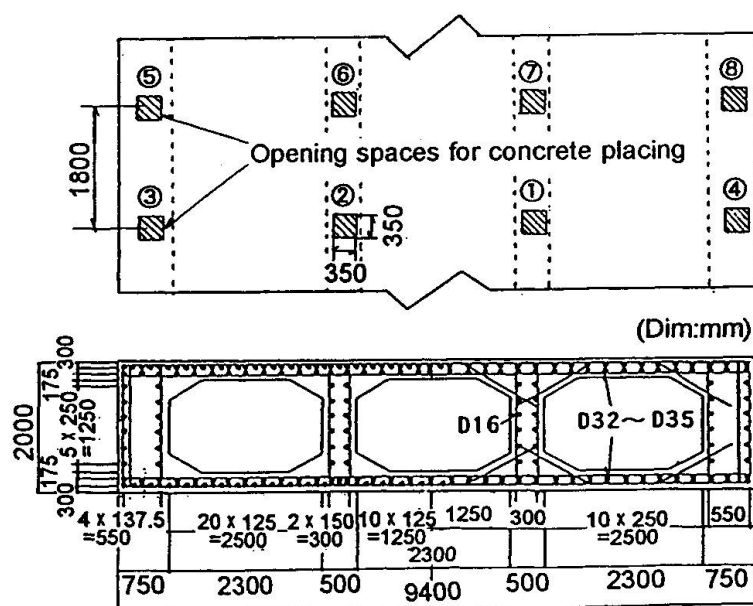 ⑤ ⑥ ⑦ ⑧
Opening spaces for concrete placing
1800
③ ② ① ④
350
350
(Dim:mm)
2000
300
175
5 x 250
=1250
175
300
D16
D32～D35
4 x 137.5 20 x 125 2 x 150 10 x 125 1250 300 10 x 250 550
=550 =2500 =300 =1250 =2500
2300
750 2300 500 9400 500 2300 750